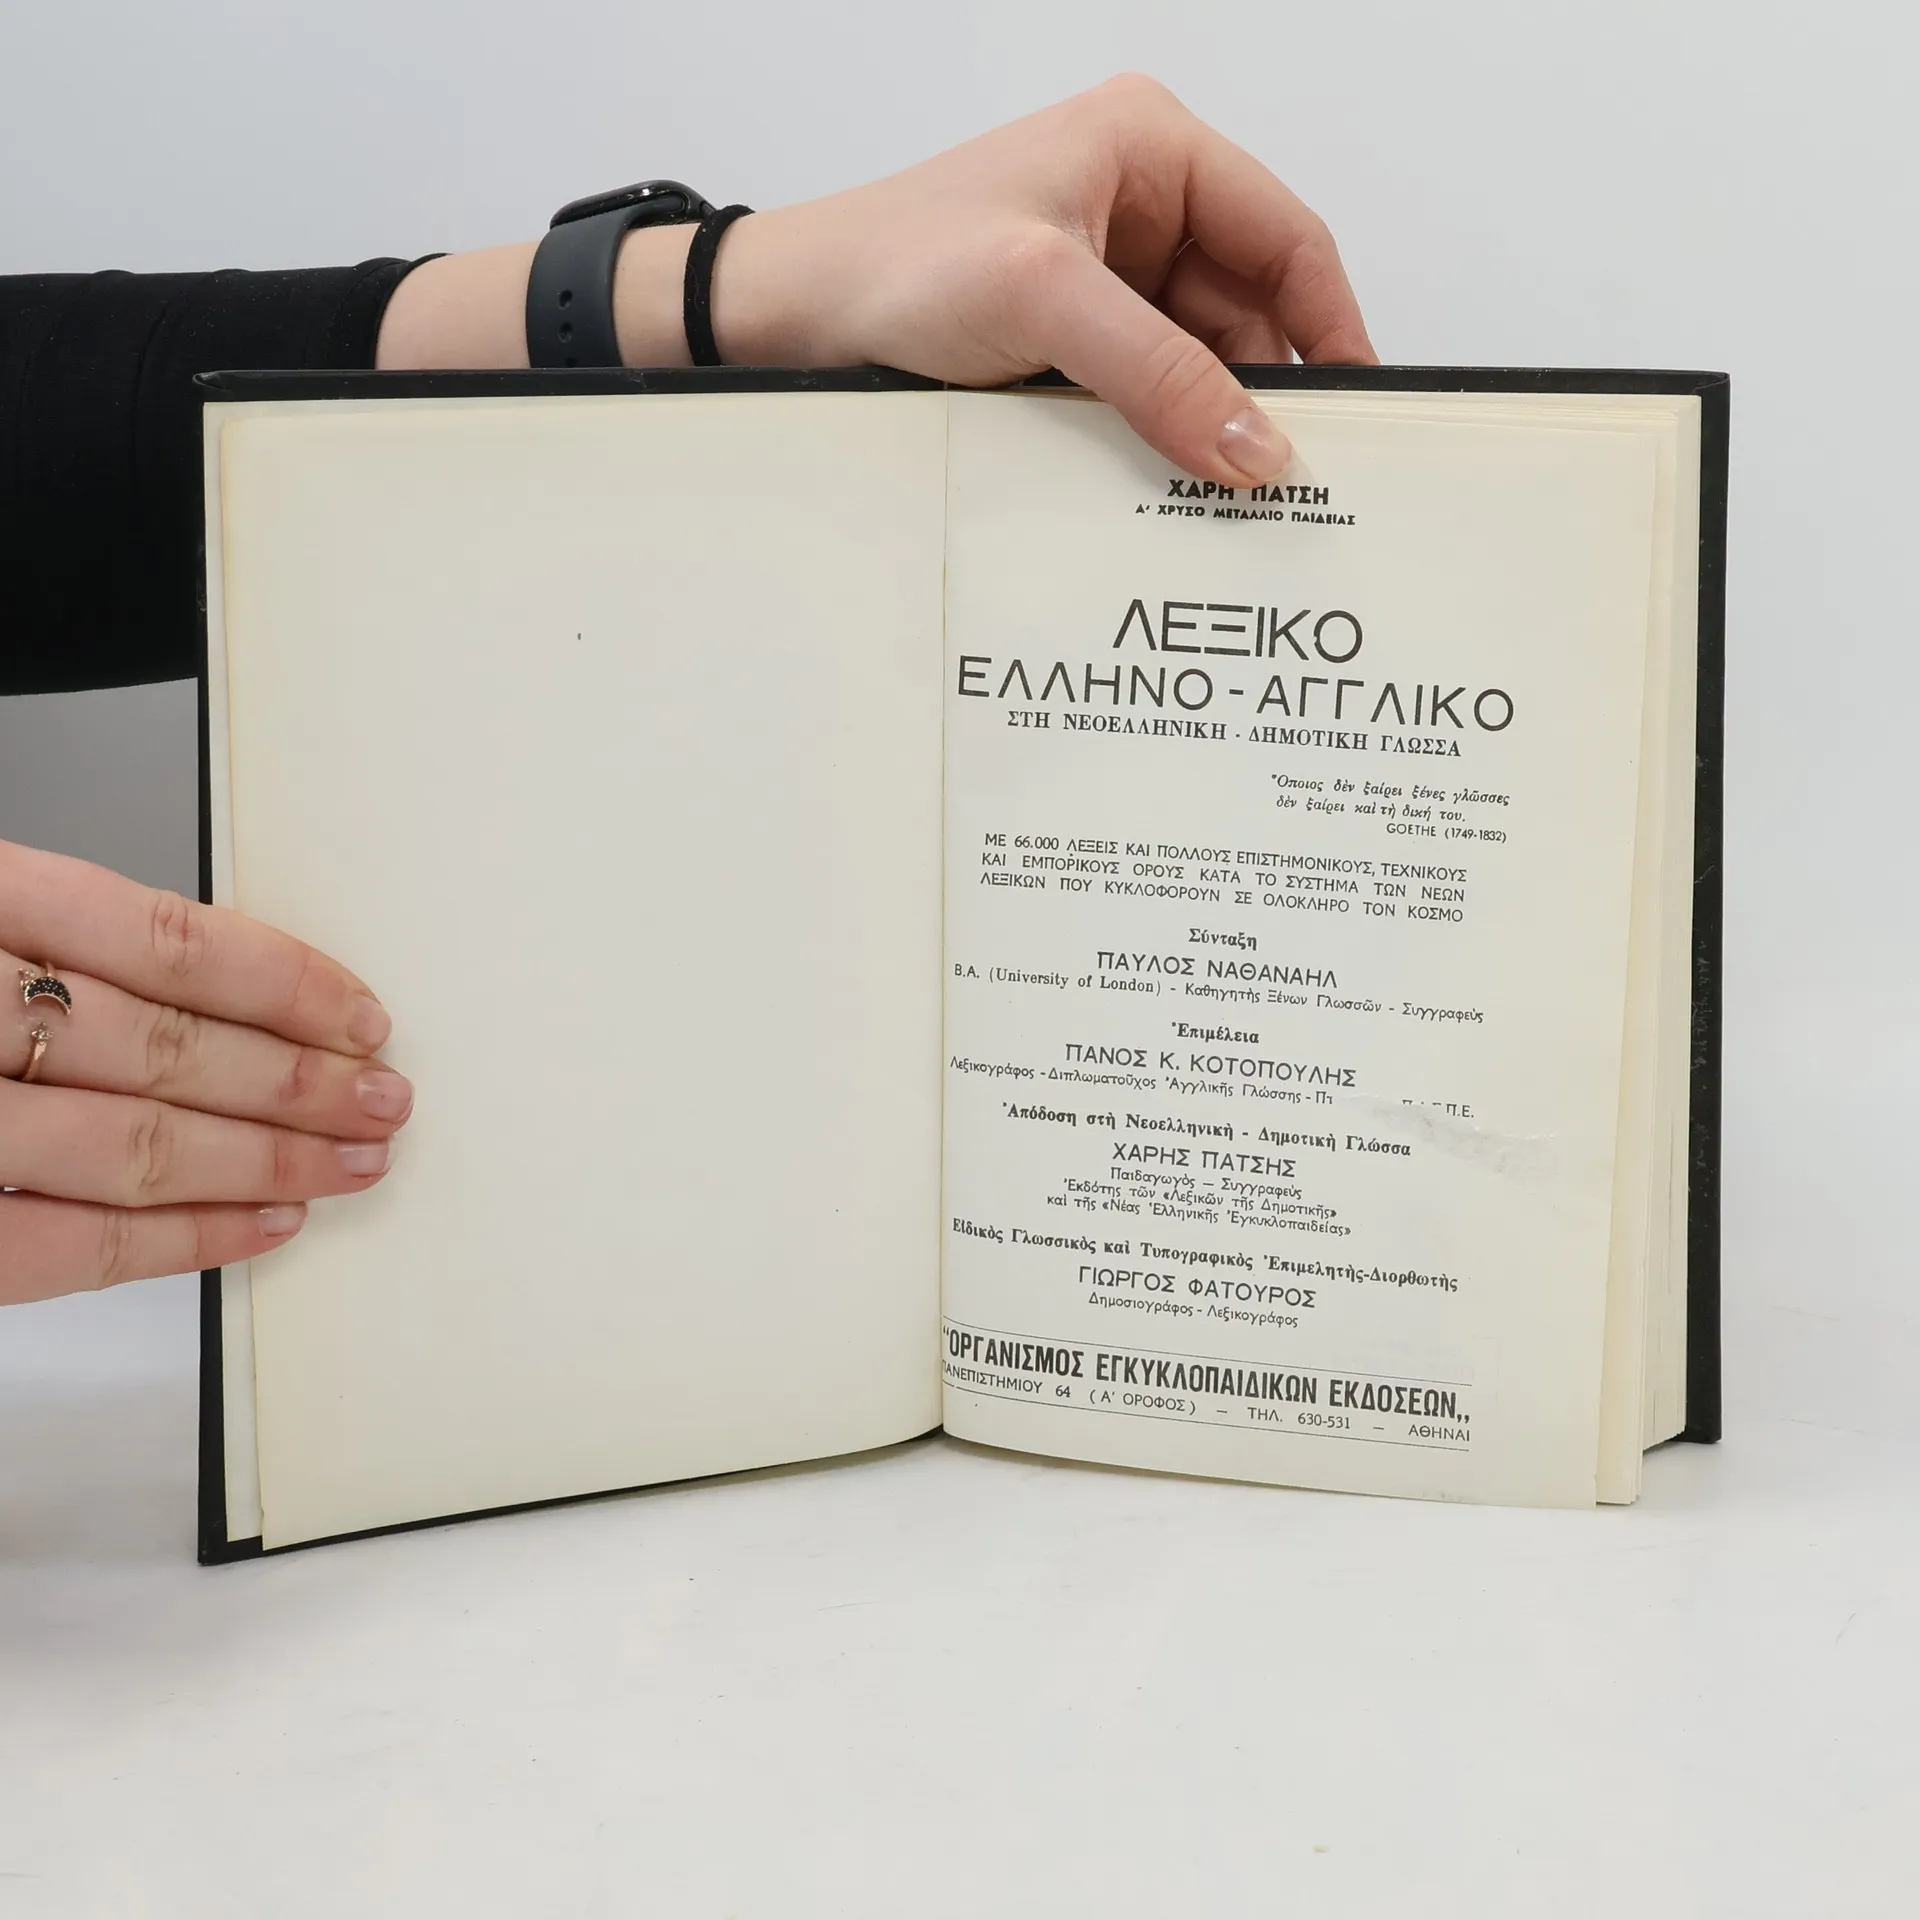 ΧΑΡΗ ΠΑΤΣΗ
Α' ΧΡΥΣΟ ΜΕΤΑΛΛΙΟ ΠΑΙΔΕΙΑΣ
ΛΕΞΙΚΟ
ΕΛΛΗΝΟ - ΑΓΓΛΙΚΟ
ΣΤΗ ΝΕΟΕΛΛΗΝΙΚΗ - ΔΗΜΟΤΙΚΗ ΓΛΩΣΣΑ
"Οποιος δὲν ξαίρει ξένες γλῶσσες
δὲν ξαίρει καὶ τὴ δική του.
GOETHE (1749-1832)
ΜΕ 66.000 ΛΕΞΕΙΣ ΚΑΙ ΠΟΛΛΟΥΣ ΕΠΙΣΤΗΜΟΝΙΚΟΥΣ, ΤΕΧΝΙΚΟΥΣ
ΚΑΙ ΕΜΠΟΡΙΚΟΥΣ ΟΡΟΥΣ ΚΑΤΑ ΤΟ ΣΥΣΤΗΜΑ ΤΩΝ ΝΕΩΝ
ΛΕΞΙΚΩΝ ΠΟΥ ΚΥΚΛΟΦΟΡΟΥΝ ΣΕ ΟΛΟΚΛΗΡΟ ΤΟΝ ΚΟΣΜΟ
Σύνταξη
ΠΑΥΛΟΣ ΝΑΘΑΝΑΗΛ
B.A. (University of London) - Καθηγητὴς Ξένων Γλωσσῶν - Συγγραφεὺς
Ἐπιμέλεια
ΠΑΝΟΣ Κ. ΚΟΤΟΠΟΥΛΗΣ
Λεξικογράφος - Διπλωματοῦχος Ἀγγλικῆς Γλώσσης -
Ἀπόδοση στὴ Νεοελληνικὴ - Δημοτικὴ Γλώσσα
ΧΑΡΗΣ ΠΑΤΣΗΣ
Παιδαγωγὸς — Συγγραφεὺς
Ἐκδότης τῶν «Λεξικῶν τῆς Δημοτικῆς»
καὶ τῆς «Νέας Ἑλληνικῆς Ἐγκυκλοπαιδείας»
Εἰδικὸς Γλωσσικὸς καὶ Τυπογραφικὸς Ἐπιμελητὴς-Διορθωτὴς
ΓΙΩΡΓΟΣ ΦΑΤΟΥΡΟΣ
Δημοσιογράφος - Λεξικογράφος
"ΟΡΓΑΝΙΣΜΟΣ ΕΓΚΥΚΛΟΠΑΙΔΙΚΩΝ ΕΚΔΟΣΕΩΝ,,
ΠΑΝΕΠΙΣΤΗΜΙΟΥ 64 (Α' ΟΡΟΦΟΣ) — ΤΗΛ. 630-531 — ΑΘΗΝΑΙ